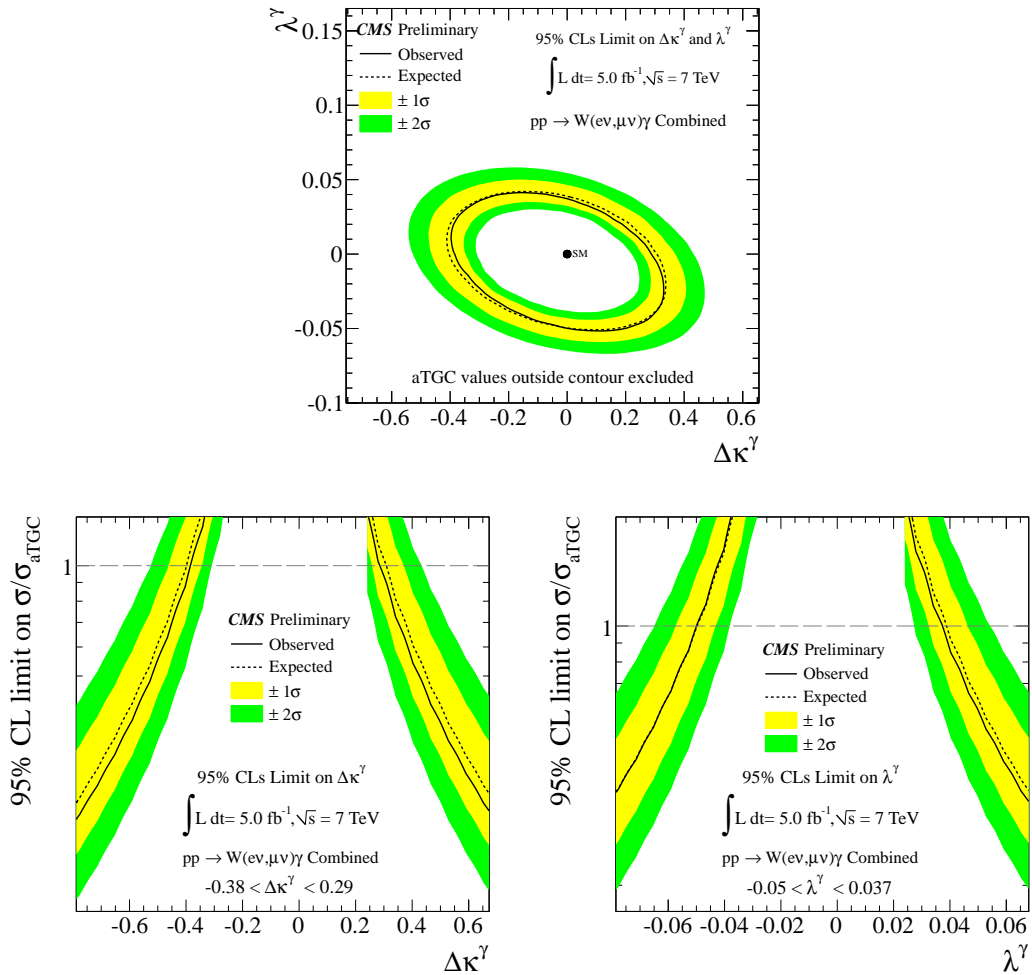 λ^γ
0.15
0.1
0.05
0
-0.05
-0.1
CMS Preliminary
Observed
Expected
± 1σ
± 2σ
95% CLs Limit on Δκ^γ and λ^γ
∫ L dt= 5.0 fb^-1, √s = 7 TeV
pp → W(eν,μν)γ Combined
SM
aTGC values outside contour excluded
-0.6 -0.4 -0.2 0 0.2 0.4 0.6
Δκ^γ
95% CL limit on σ/σ_aTGC
1
CMS Preliminary
Observed
Expected
± 1σ
± 2σ
95% CLs Limit on Δκ^γ
∫ L dt= 5.0 fb^-1, √s = 7 TeV
pp → W(eν,μν)γ Combined
-0.38 < Δκ^γ < 0.29
-0.6 -0.4 -0.2 0 0.2 0.4 0.6
Δκ^γ
95% CL limit on σ/σ_aTGC
1
CMS Preliminary
Observed
Expected
± 1σ
± 2σ
95% CLs Limit on λ^γ
∫ L dt= 5.0 fb^-1, √s = 7 TeV
pp → W(eν,μν)γ Combined
-0.05 < λ^γ < 0.037
-0.06 -0.04 -0.02 0 0.02 0.04 0.06
λ^γ